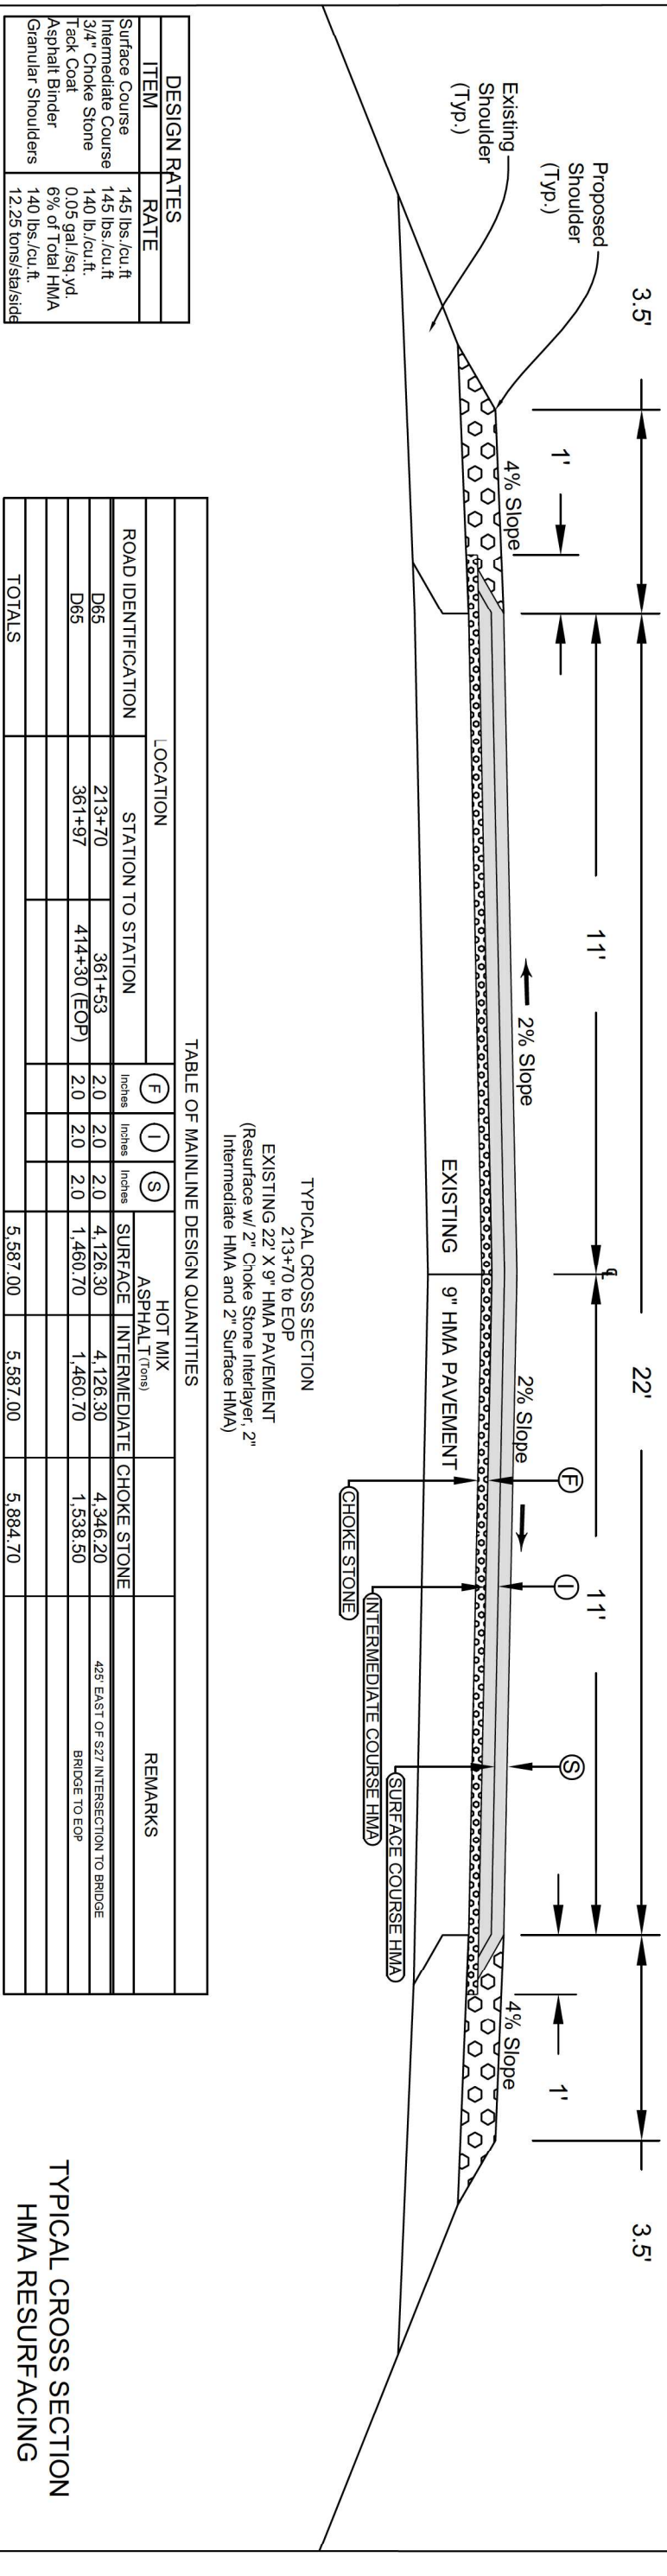 3.5'
22'
3.5'
1'
11'
11'
1'
Proposed
Shoulder
(Typ.)
Existing
Shoulder
(Typ.)
4% Slope
2% Slope
2% Slope
4% Slope
℄
F
I
S
EXISTING 9" HMA PAVEMENT
CHOKE STONE
INTERMEDIATE COURSE HMA
SURFACE COURSE HMA
TYPICAL CROSS SECTION
213+70 to EOP
EXISTING 22' X 9" HMA PAVEMENT
(Resurface w/ 2" Choke Stone Interlayer, 2"
Intermediate HMA and 2" Surface HMA)
DESIGN RATES
ITEM RATE
Surface Course 145 lbs./cu.ft
Intermediate Course 145 lbs./cu.ft
3/4" Choke Stone 140 lb./cu.ft.
Tack Coat 0.05 gal./sq.yd.
Asphalt Binder 6% of Total HMA
Granular Shoulders 140 lbs./cu.ft.
12.25 tons/sta/side
TABLE OF MAINLINE DESIGN QUANTITIES
LOCATION F I S HOT MIX ASPHALT (Tons) REMARKS
ROAD IDENTIFICATION STATION TO STATION Inches Inches Inches SURFACE INTERMEDIATE CHOKE STONE
D65 213+70 361+53 2.0 2.0 2.0 4,126.30 4,126.30 4,346.20 425' EAST OF S27 INTERSECTION TO BRIDGE
D65 361+97 414+30 (EOP) 2.0 2.0 2.0 1,460.70 1,460.70 1,538.50 BRIDGE TO EOP
TOTALS 5,587.00 5,587.00 5,884.70
TYPICAL CROSS SECTION
HMA RESURFACING